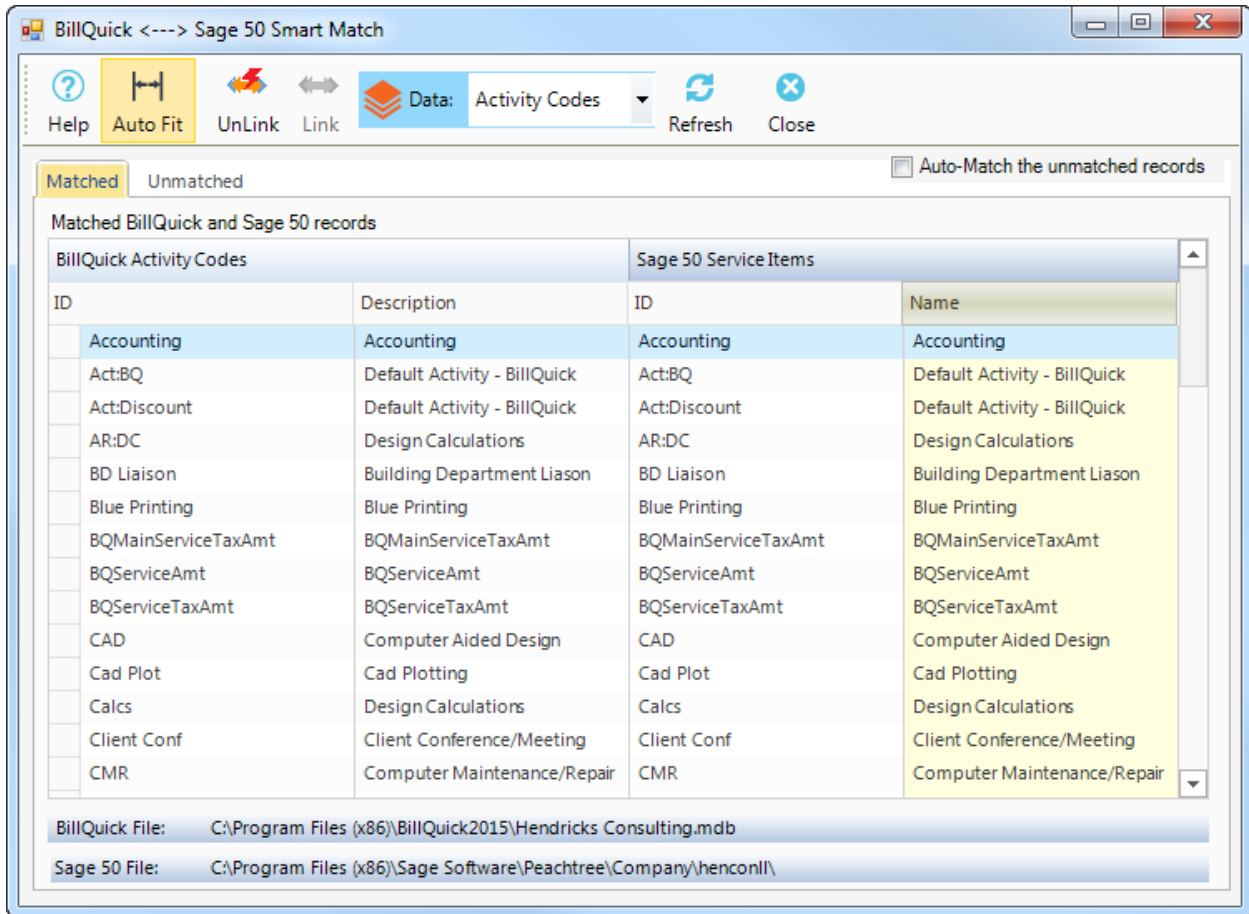 BillQuick <---> Sage 50 Smart Match
Help Auto Fit UnLink Link Data: Activity Codes Refresh Close
Matched Unmatched Auto-Match the unmatched records
Matched BillQuick and Sage 50 records
BillQuick Activity Codes Sage 50 Service Items
ID Description ID Name
Accounting Accounting Accounting Accounting
Act:BQ Default Activity - BillQuick Act:BQ Default Activity - BillQuick
Act:Discount Default Activity - BillQuick Act:Discount Default Activity - BillQuick
AR:DC Design Calculations AR:DC Design Calculations
BD Liaison Building Department Liason BD Liaison Building Department Liason
Blue Printing Blue Printing Blue Printing Blue Printing
BQMainServiceTaxAmt BQMainServiceTaxAmt BQMainServiceTaxAmt BQMainServiceTaxAmt
BQServiceAmt BQServiceAmt BQServiceAmt BQServiceAmt
BQServiceTaxAmt BQServiceTaxAmt BQServiceTaxAmt BQServiceTaxAmt
CAD Computer Aided Design CAD Computer Aided Design
Cad Plot Cad Plotting Cad Plot Cad Plotting
Calcs Design Calculations Calcs Design Calculations
Client Conf Client Conference/Meeting Client Conf Client Conference/Meeting
CMR Computer Maintenance/Repair CMR Computer Maintenance/Repair
BillQuick File: C:\Program Files (x86)\BillQuick2015\Hendricks Consulting.mdb
Sage 50 File: C:\Program Files (x86)\Sage Software\Peachtree\Company\henconll\